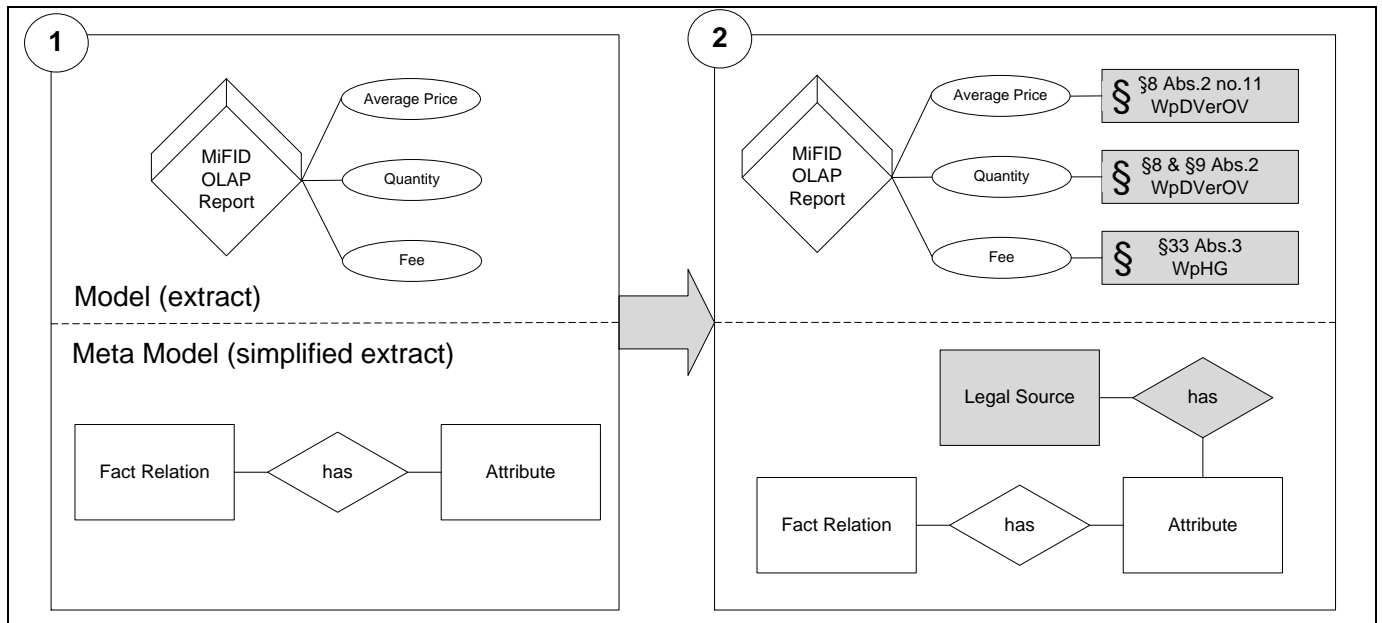 1
MiFID
OLAP
Report
Average Price
Quantity
Fee
Model (extract)
Meta Model (simplified extract)
Fact Relation
has
Attribute
2
MiFID
OLAP
Report
Average Price
§ §8 Abs.2 no.11
WpDVerOV
Quantity
§ §8 & §9 Abs.2
WpDVerOV
Fee
§ §33 Abs.3
WpHG
Legal Source
has
Fact Relation
has
Attribute